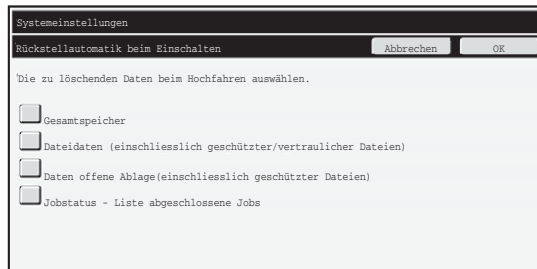 Systemeinstellungen
Rückstellautomatik beim Einschalten Abbrechen OK
'Die zu löschenden Daten beim Hochfahren auswählen.
Gesamtspeicher
Dateidaten (einschliesslich geschützter/vertraulicher Dateien)
Daten offene Ablage(einschliesslich geschützter Dateien)
Jobstatus - Liste abgeschlossene Jobs